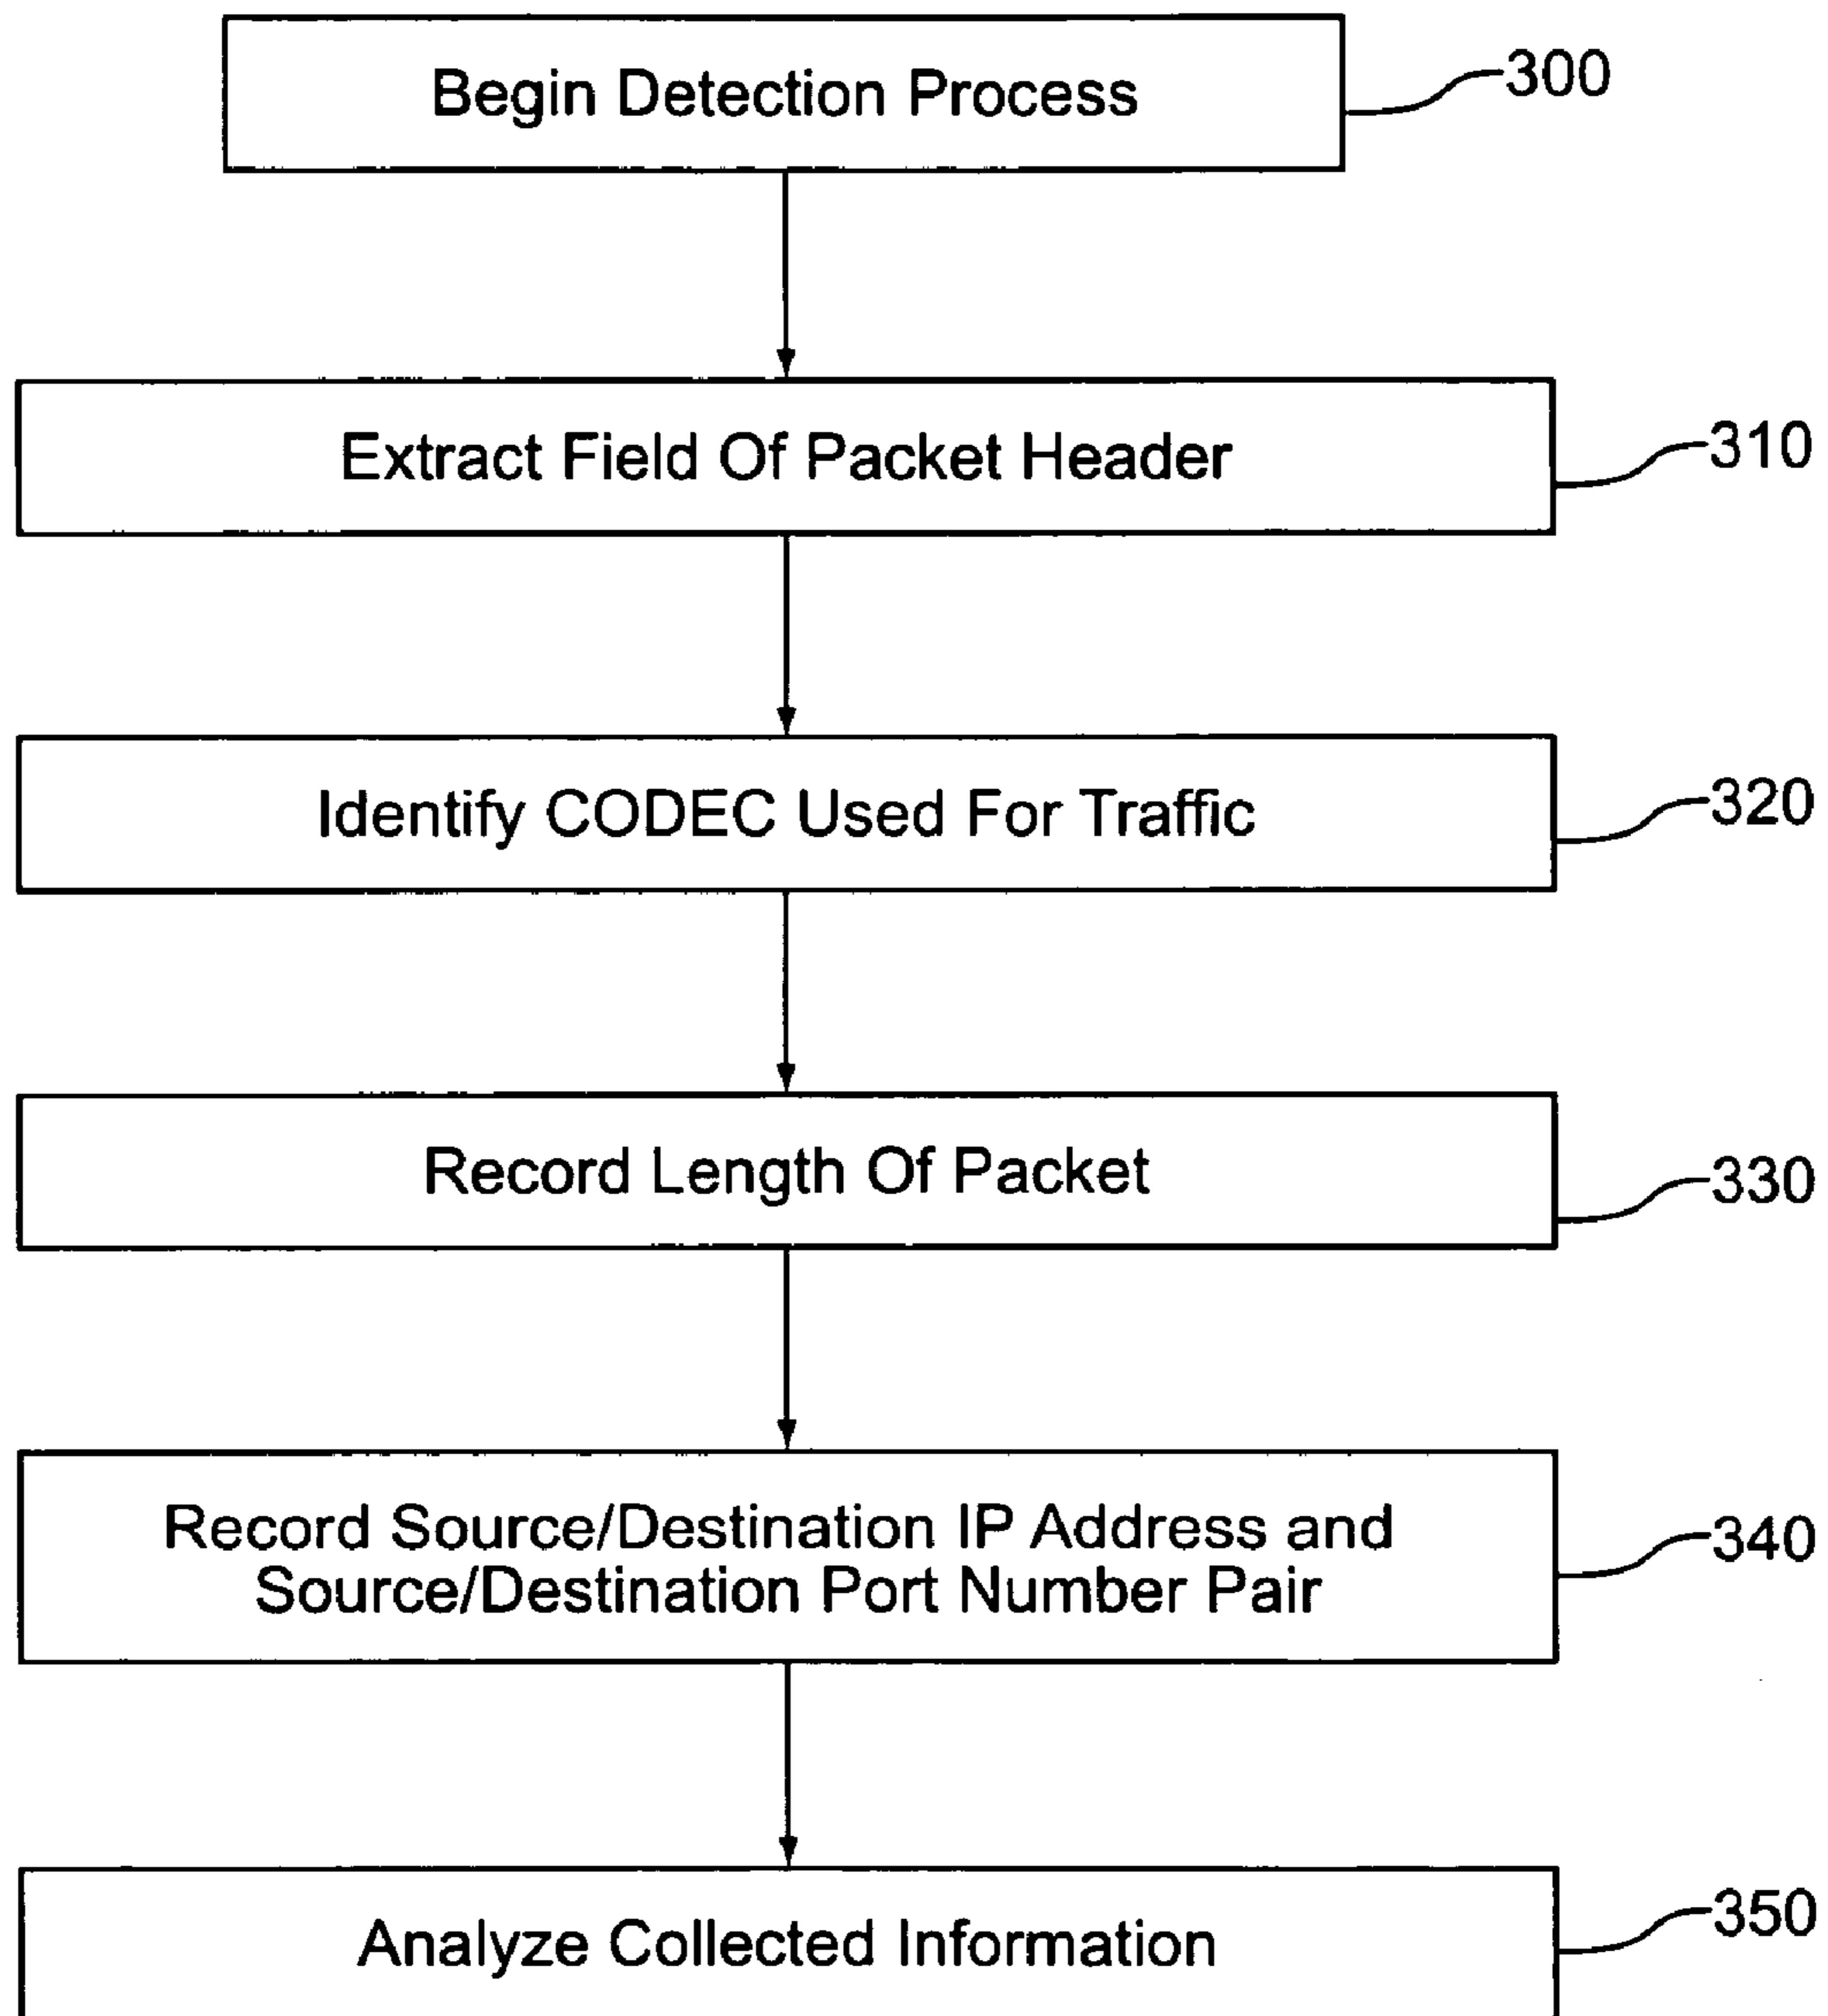 Begin Detection Process
300
Extract Field Of Packet Header
310
Identify CODEC Used For Traffic
320
Record Length Of Packet
330
Record Source/Destination IP Address and
Source/Destination Port Number Pair
340
Analyze Collected Information
350